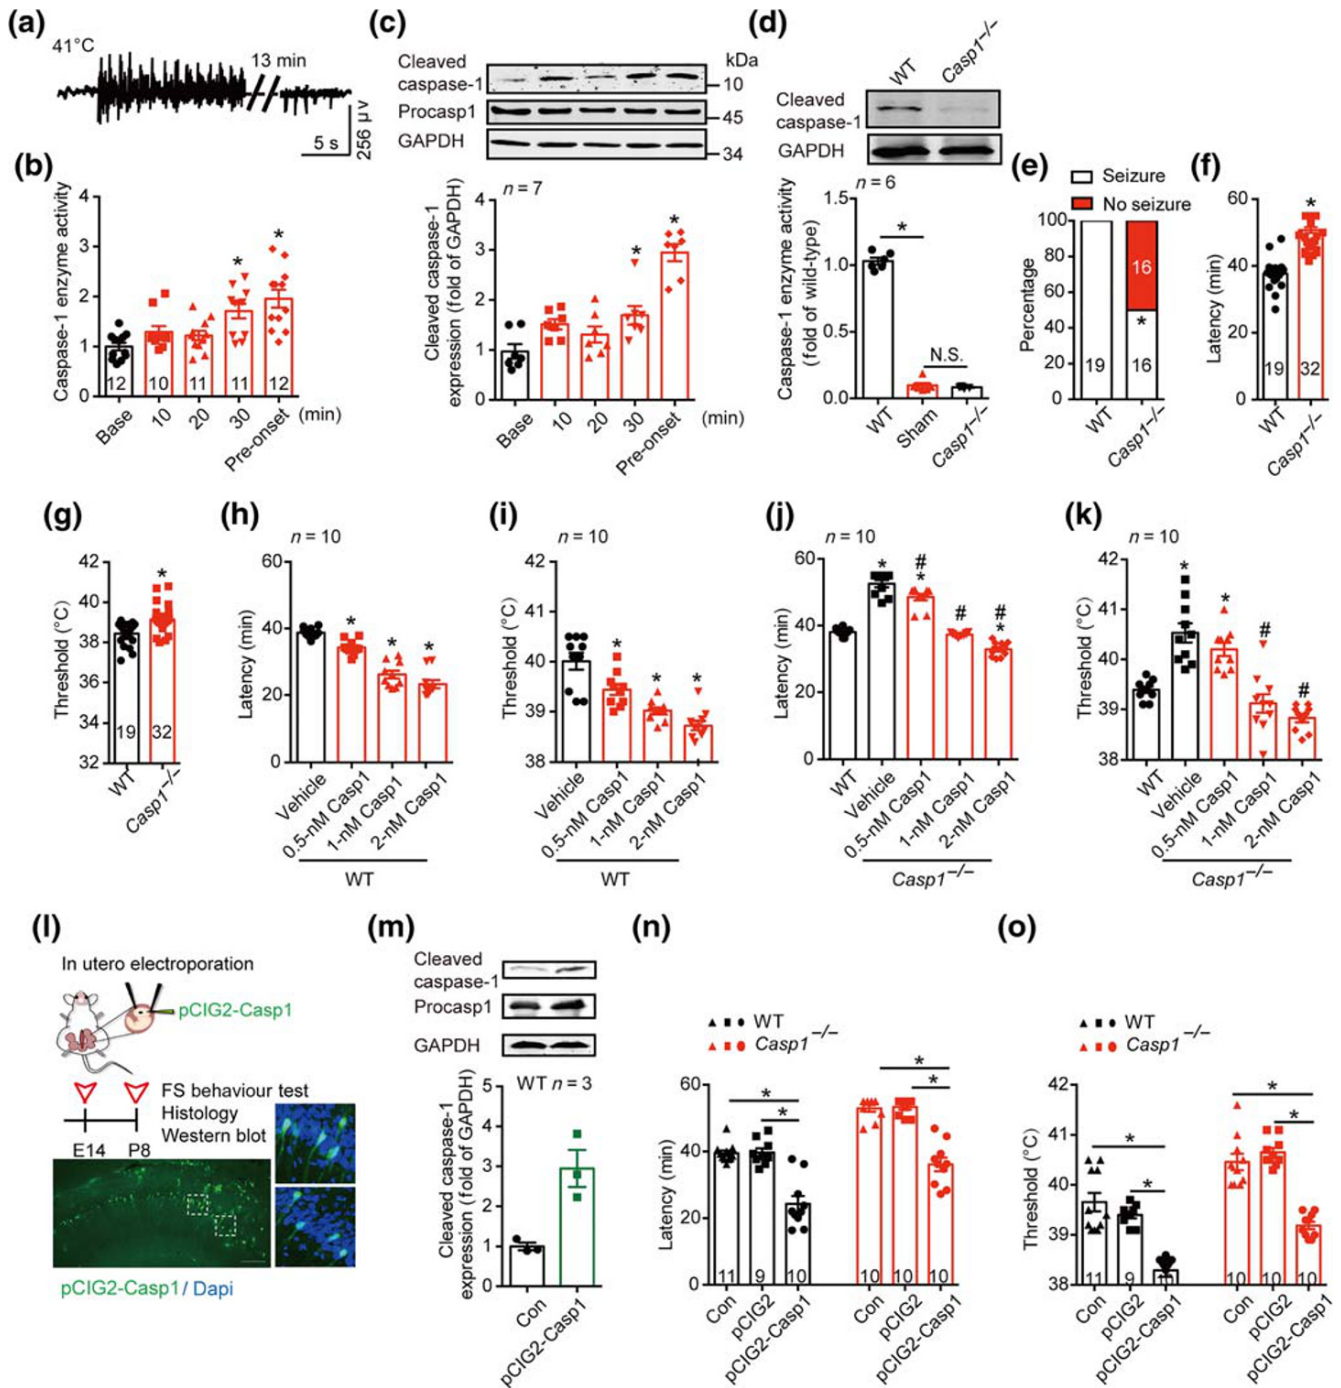 (a)
41°C
13 min
5 s
256 μv
(c)
Cleaved
caspase-1
Procasp1
GAPDH
kDa
10
45
34
n = 7
Cleaved caspase-1
expression (fold of GAPDH)
4
3
2
1
0
*
*
Base
10
20
30
Pre-onset
(min)
(b)
Caspase-1 enzyme activity
4
3
2
1
0
*
*
12
10
11
11
12
Base
10
20
30
Pre-onset
(min)
(d)
WT
Casp1−/−
Cleaved
caspase-1
GAPDH
n = 6
Caspase-1 enzyme activity
(fold of wild-type)
1.5
1.0
0.5
0.0
*
N.S.
WT
Sham
Casp1−/−
(e)
Seizure
No seizure
Percentage
100
80
60
40
20
0
19
16
*
16
WT
Casp1−/−
(f)
Latency (min)
60
40
20
0
*
19
32
WT
Casp1−/−
(g)
Threshold (°C)
42
40
38
36
34
32
*
19
32
WT
Casp1−/−
(h)
n = 10
Latency (min)
60
40
20
0
*
*
*
Vehicle
0.5-nM Casp1
1-nM Casp1
2-nM Casp1
WT
(i)
n = 10
Threshold (°C)
42
41
40
39
38
*
*
*
Vehicle
0.5-nM Casp1
1-nM Casp1
2-nM Casp1
WT
(j)
n = 10
Latency (min)
60
40
20
0
*
#
*
#
#
*
WT
Vehicle
0.5-nM Casp1
1-nM Casp1
2-nM Casp1
Casp1−/−
(k)
n = 10
Threshold (°C)
42
41
40
39
38
*
*
#
#
WT
Vehicle
0.5-nM Casp1
1-nM Casp1
2-nM Casp1
Casp1−/−
(l)
In utero electroporation
pCIG2-Casp1
FS behaviour test
Histology
Western blot
E14
P8
pCIG2-Casp1/ Dapi
(m)
Cleaved
caspase-1
Procasp1
GAPDH
WT n = 3
Cleaved caspase-1
expression (fold of GAPDH)
5
4
3
2
1
0
Con
pCIG2-Casp1
(n)
WT
Casp1−/−
Latency (min)
60
40
20
0
*
*
*
*
11
9
10
10
10
10
Con
pCIG2
pCIG2-Casp1
Con
pCIG2
pCIG2-Casp1
(o)
WT
Casp1−/−
Threshold (°C)
42
41
40
39
38
*
*
*
*
11
9
10
10
10
10
Con
pCIG2
pCIG2-Casp1
Con
pCIG2
pCIG2-Casp1